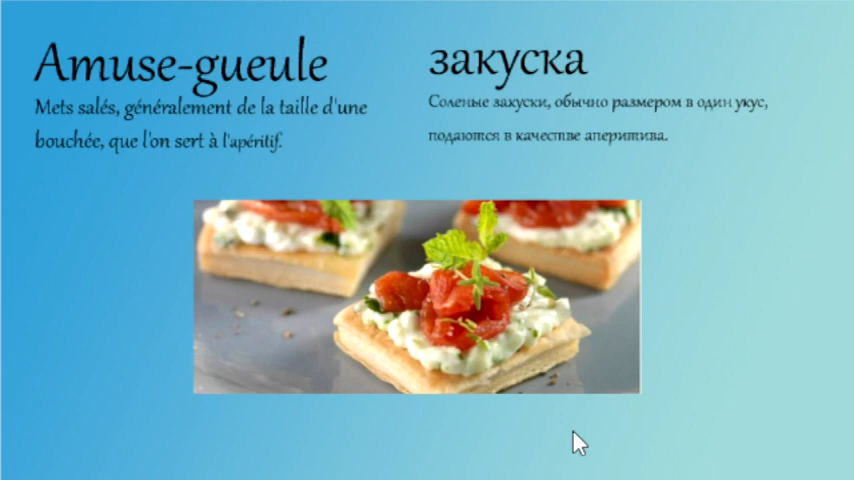 Amuse-gueule
Mets salés, généralement de la taille d'une
bouchée, que l'on sert à l'apéritif.
закуска
Соленые закуски, обычно размером в один укус,
подаются в качестве аперитива.